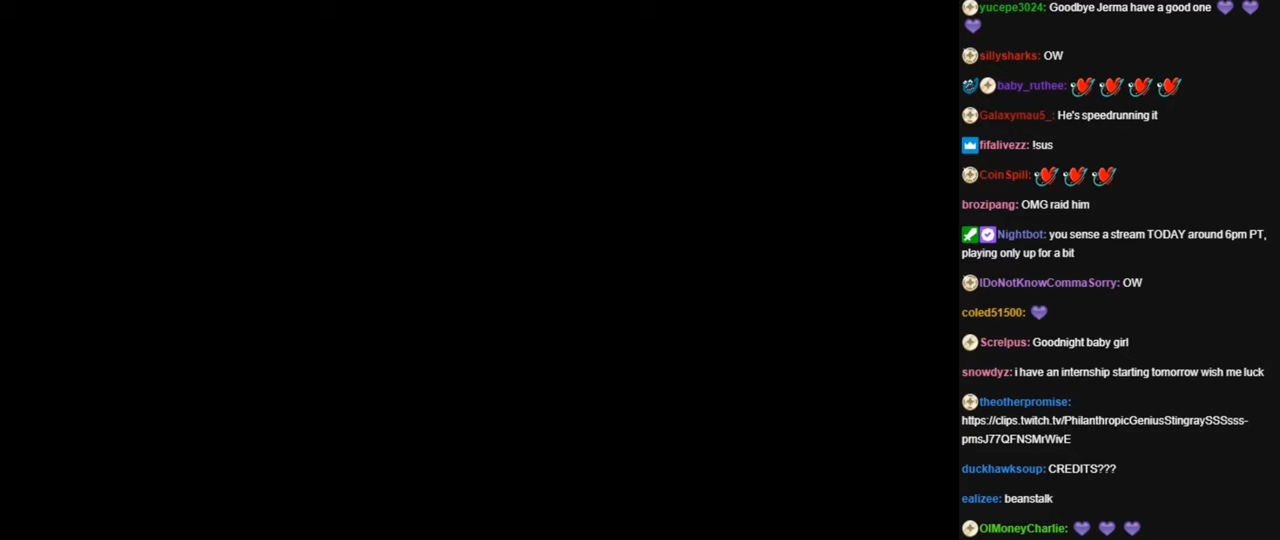 yucepe3024: Goodbye Jerma have a good one
sillysharks: OW
baby_ruthee:
Galaxymau5_: He's speedrunning it
fifalivezz: !sus
CoinSpill:
brozipang: OMG raid him
Nightbot: you sense a stream TODAY around 6pm PT,
playing only up for a bit
IDoNotKnowCommaSorry: OW
coled51500:
Screlpus: Goodnight baby girl
snowdyz: i have an internship starting tomorrow wish me luck
theotherpromise:
https://clips.twitch.tv/PhilanthropicGeniusStingraySSSsss-
pmsJ77QFNSMrWivE
duckhawksoup: CREDITS???
ealizee: beanstalk
OlMoneyCharlie: